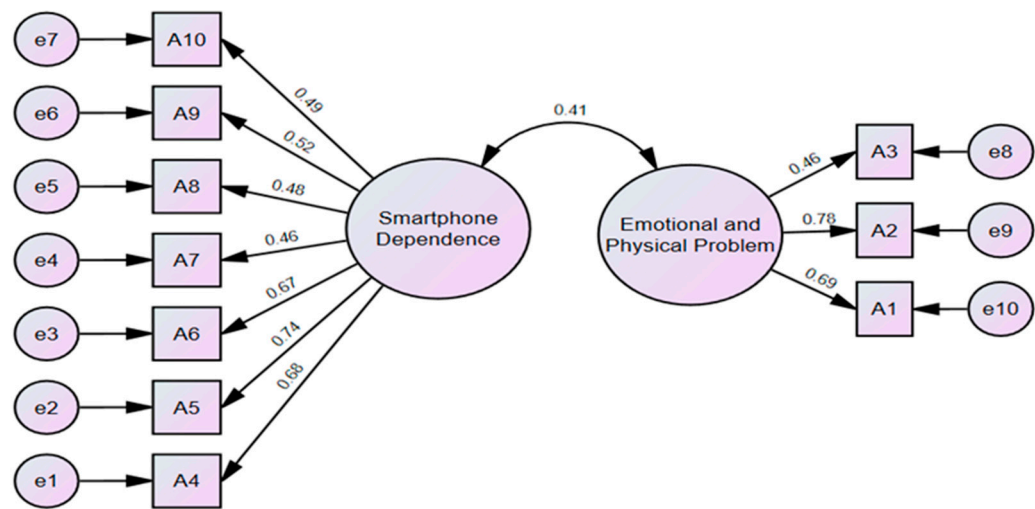 e7
A10
0.49
e6
A9
0.52
e5
A8
0.48
e4
A7
0.46
e3
A6
0.67
e2
A5
0.74
e1
A4
0.68
Smartphone
Dependence
0.41
Emotional and
Physical Problem
0.46
A3
e8
0.78
A2
e9
0.69
A1
e10